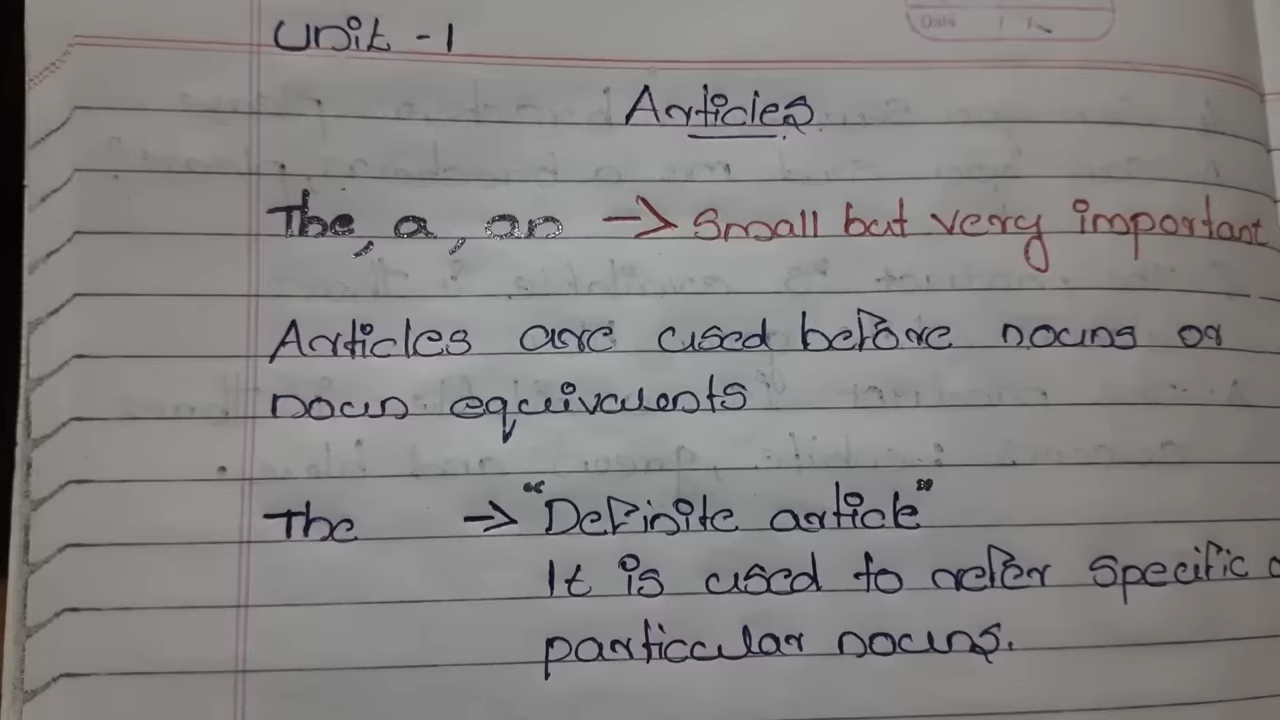 Date
Unit - 1
Articles
The, a, an -> Small but very important
Articles are used before nouns or
noun equivalents
The -> "Definite article"
It is used to refer specific
particular nouns.